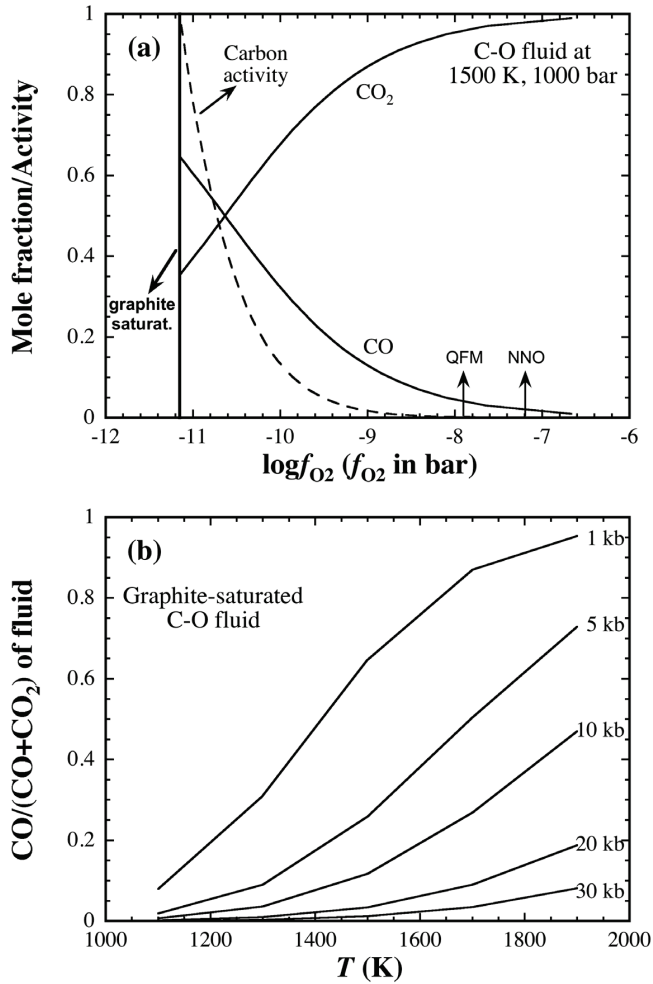 (a)
Carbon
activity
C-O fluid at
1500 K, 1000 bar
CO₂
graphite
saturat.
CO
QFM
NNO
Mole fraction/Activity
1
0.8
0.6
0.4
0.2
0
-12
-11
-10
-9
-8
-7
-6
logf_O2 (f_O2 in bar)
(b)
Graphite-saturated
C-O fluid
1 kb
5 kb
10 kb
20 kb
30 kb
CO/(CO+CO₂) of fluid
1
0.8
0.6
0.4
0.2
0
1000
1200
1400
1600
1800
2000
T (K)